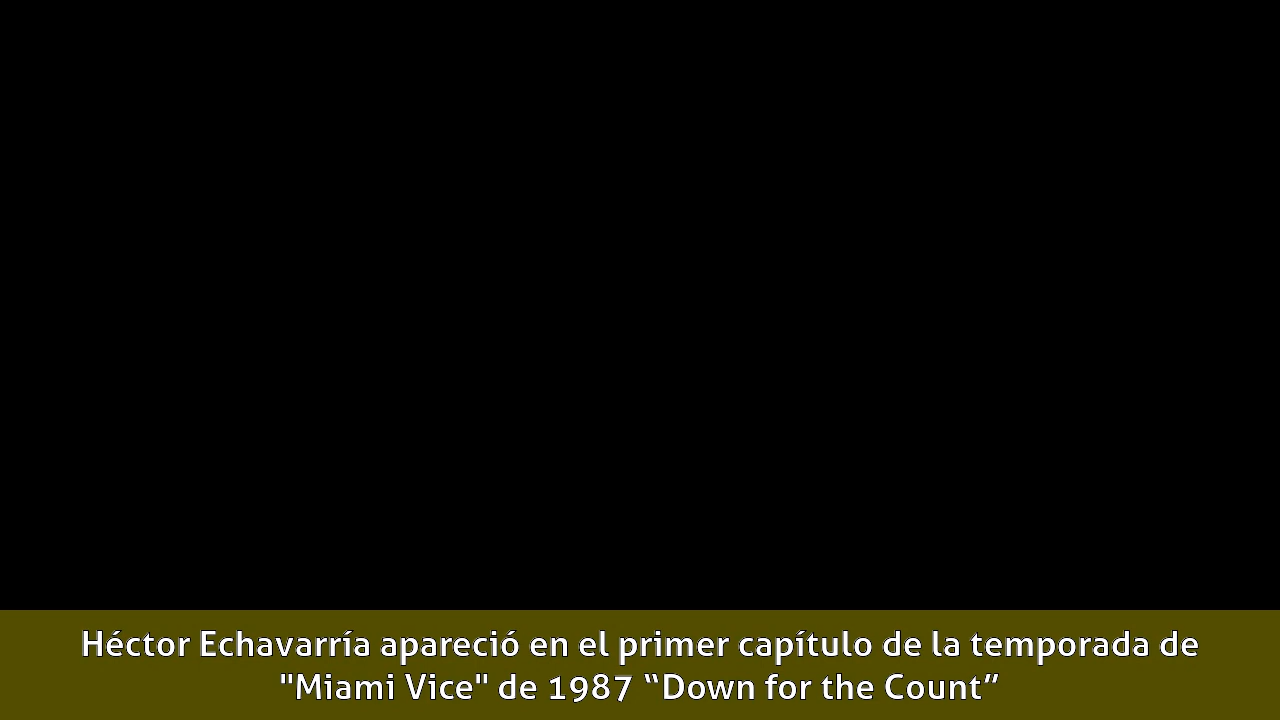 Héctor Echavarría apareció en el primer capítulo de la temporada de
"Miami Vice" de 1987 “Down for the Count”